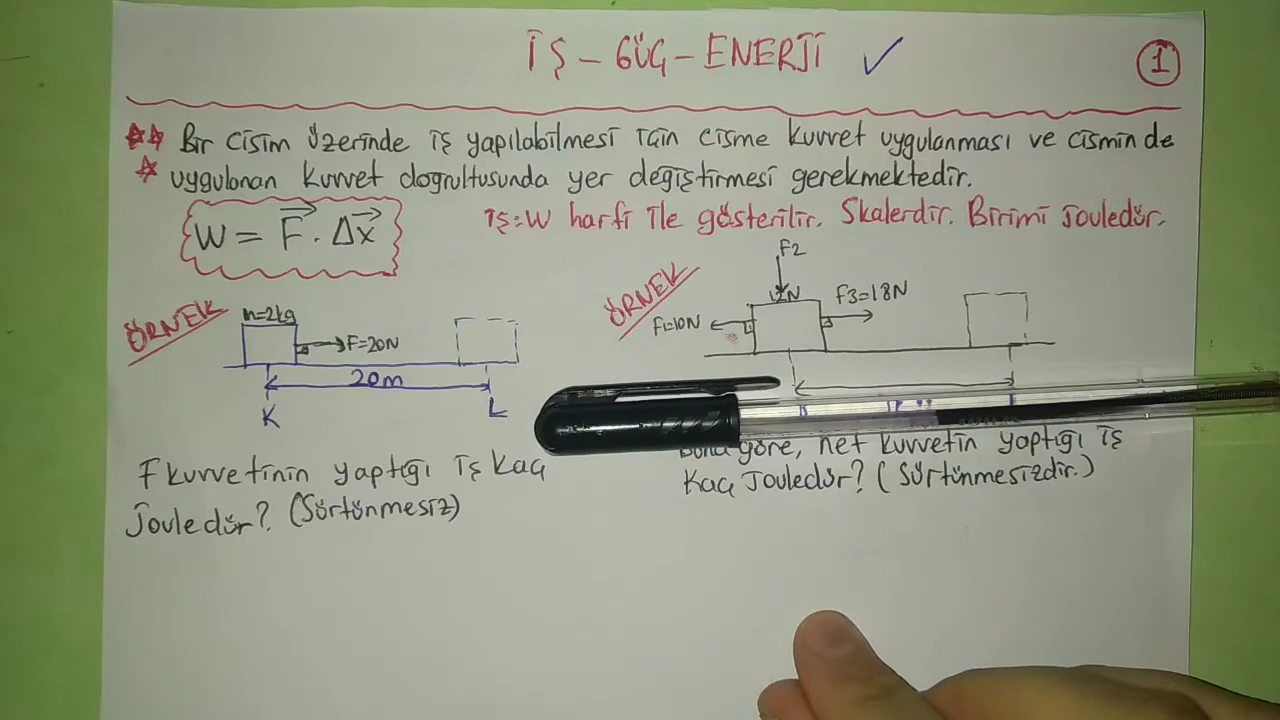 İŞ - GÜÇ - ENERJİ ✓
1
Bir cisim üzerinde iş yapılabilmesi için cisme kuvvet uygulanması ve cismin de
uygulanan kuvvet doğrultusunda yer değiştirmesi gerekmektedir.
W = F . Δx
iş: W harfi ile gösterilir. Skalerdir. Birimi jouledür.
ÖRNEK
m=2kg
F=20N
20m
K
L
F kuvvetinin yaptığı iş kaç
jouledür? (Sürtünmesiz)
ÖRNEK
F2
12N
F3=18N
F1=10N
göre, net kuvvetin yaptığı iş
kaç jouledür? (Sürtünmesizdir.)